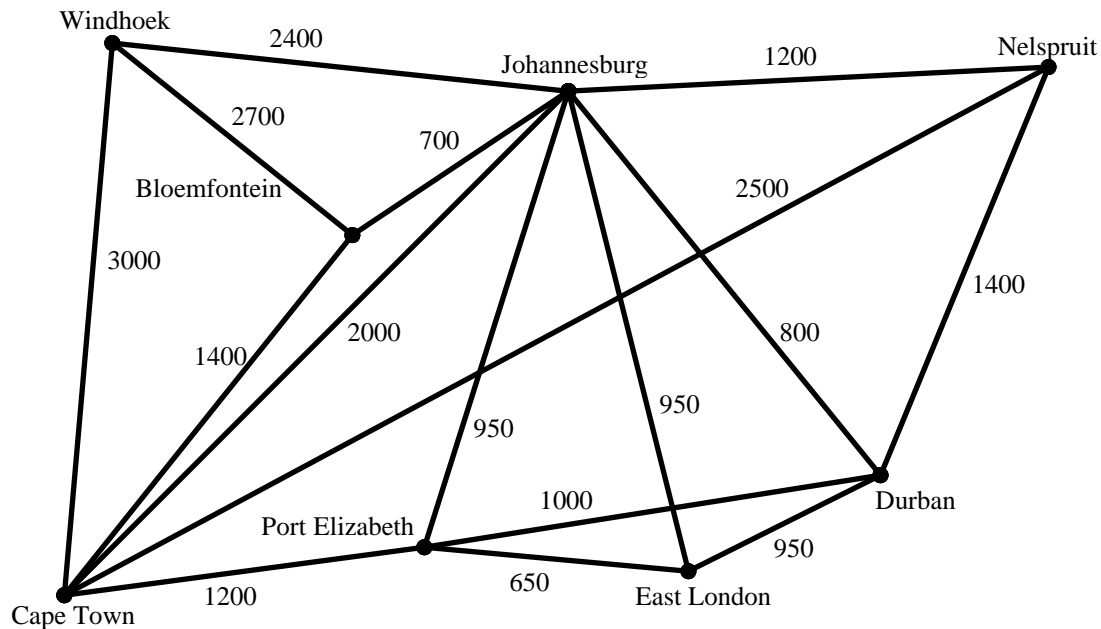 Windhoek
2400
Johannesburg
1200
Nelspruit
2700
700
Bloemfontein
2500
3000
1400
2000
800
1400
950
950
Port Elizabeth
1000
Durban
950
650
1200
East London
Cape Town